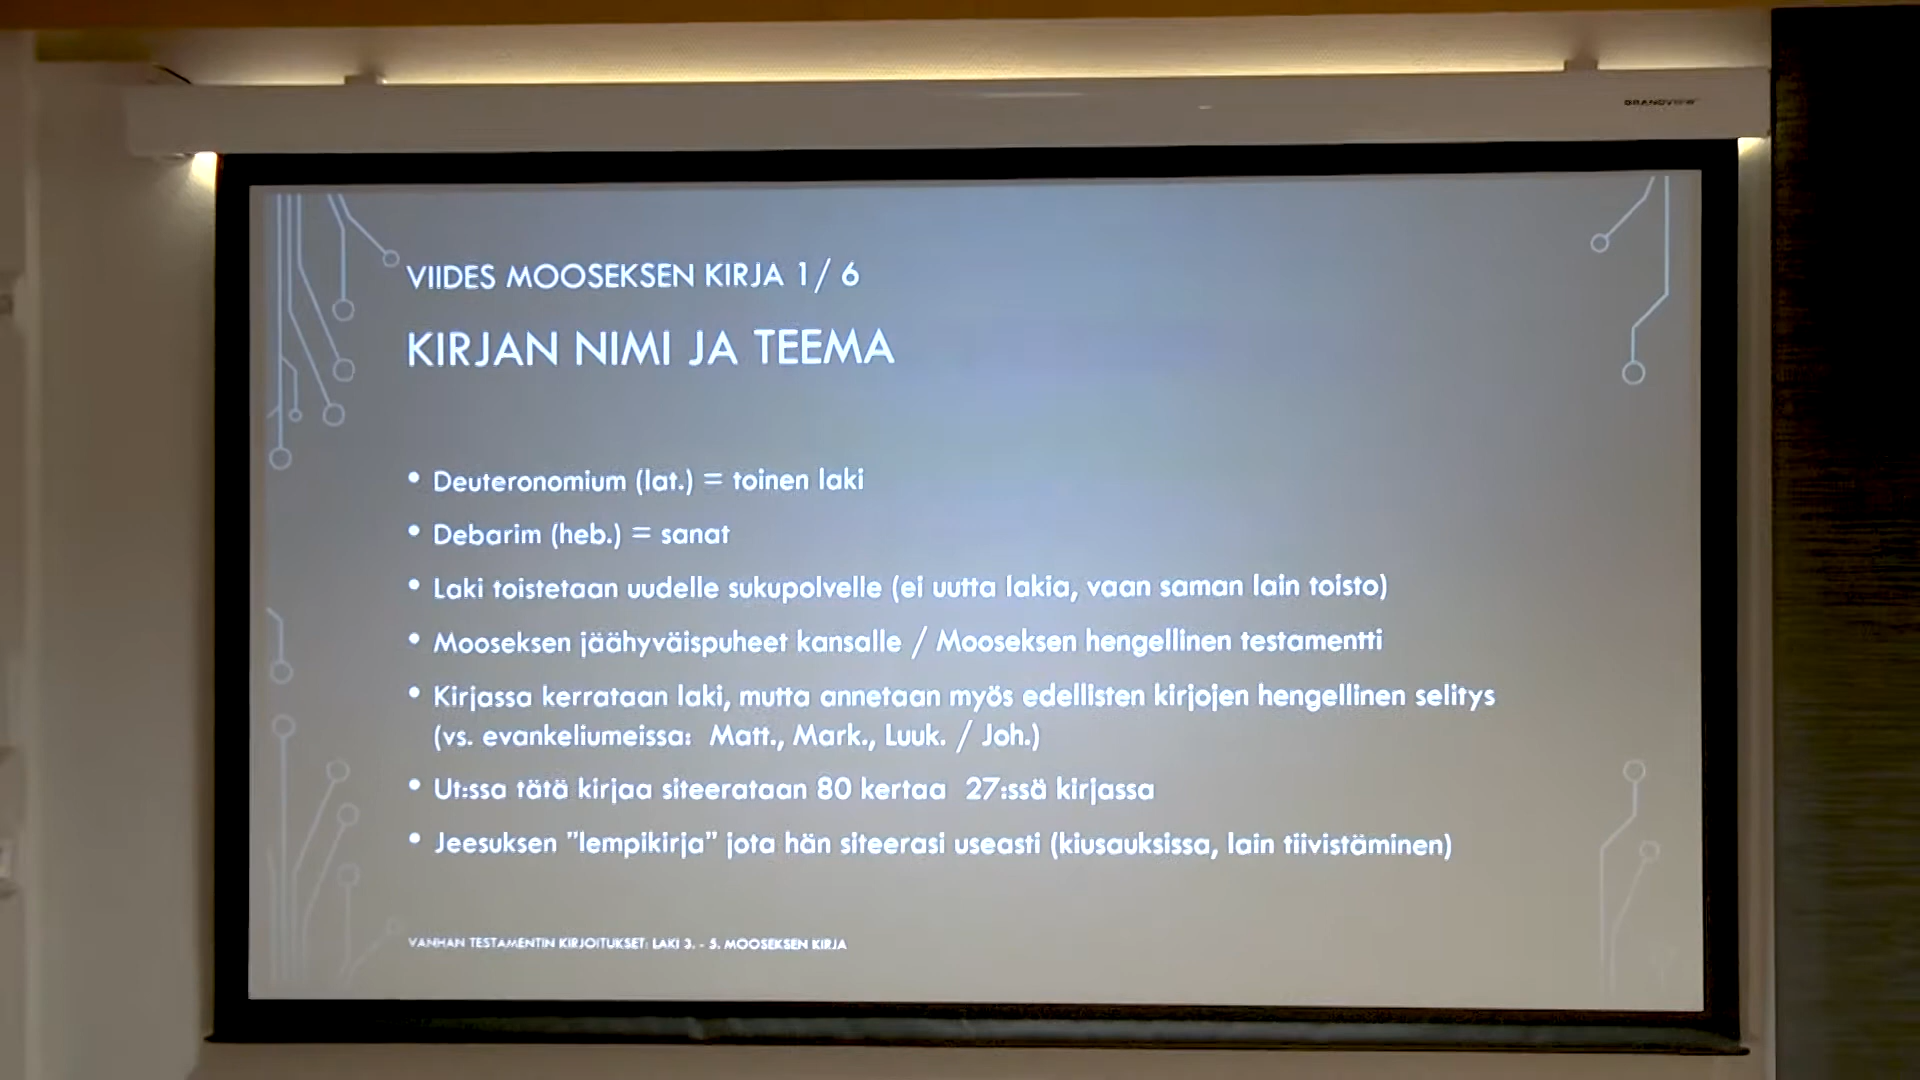 GRANDVIEW
VIIDES MOOSEKSEN KIRJA 1/ 6
KIRJAN NIMI JA TEEMA
• Deuteronomium (lat.) = toinen laki
• Debarim (heb.) = sanat
• Laki toistetaan uudelle sukupolvelle (ei uutta lakia, vaan saman lain toisto)
• Mooseksen jäähyväispuheet kansalle / Mooseksen hengellinen testamentti
• Kirjassa kerrataan laki, mutta annetaan myös edellisten kirjojen hengellinen selitys
(vs. evankeliumeissa: Matt., Mark., Luuk. / Joh.)
• Ut:ssa tätä kirjaa siteerataan 80 kertaa 27:ssä kirjassa
• Jeesuksen "lempikirja" jota hän siteerasi useasti (kiusauksissa, lain tiivistäminen)
VANHAN TESTAMENTIN KIRJOITUKSET: LAKI 3. - 5. MOOSEKSEN KIRJA